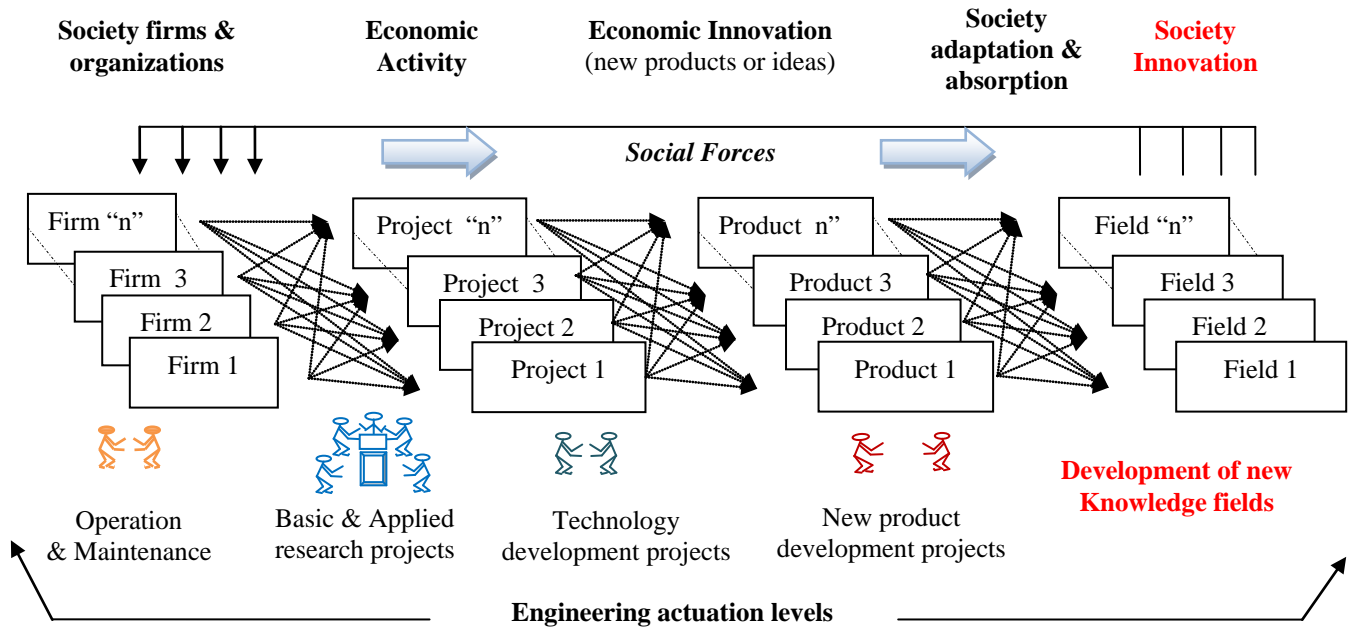 Society firms &
organizations
Economic
Activity
Economic Innovation
(new products or ideas)
Society
adaptation &
absorption
Society
Innovation
Social Forces
Firm “n”
Firm 3
Firm 2
Firm 1
Project “n”
Project 3
Project 2
Project 1
Product n”
Product 3
Product 2
Product 1
Field “n”
Field 3
Field 2
Field 1
Operation
& Maintenance
Basic & Applied
research projects
Technology
development projects
New product
development projects
Development of new
Knowledge fields
Engineering actuation levels